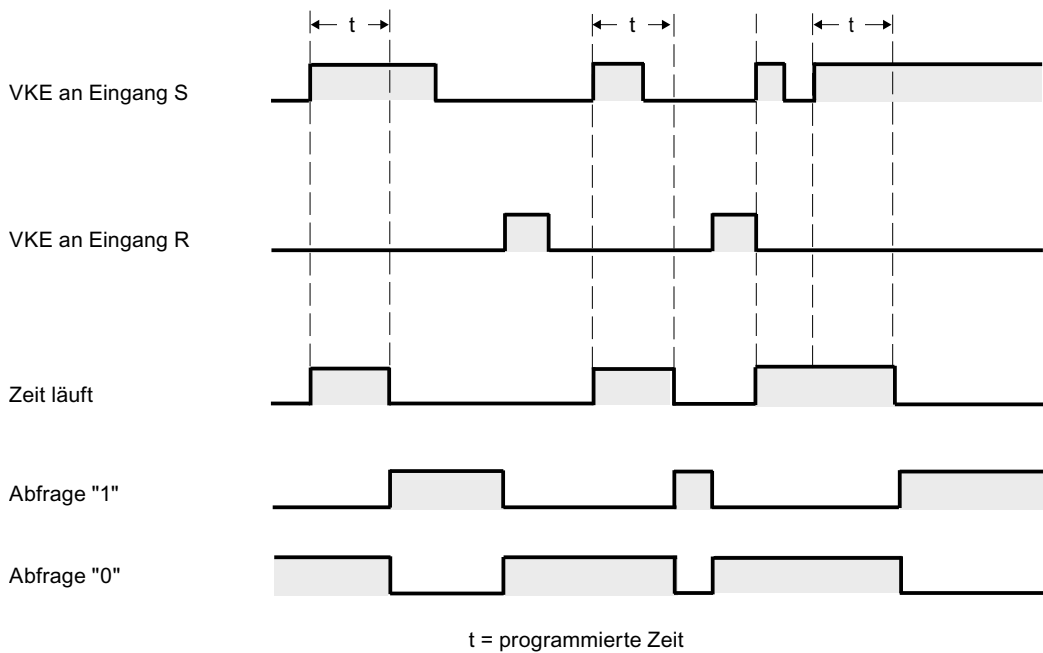 t t t
VKE an Eingang S
VKE an Eingang R
Zeit läuft
Abfrage "1"
Abfrage "0"
t = programmierte Zeit